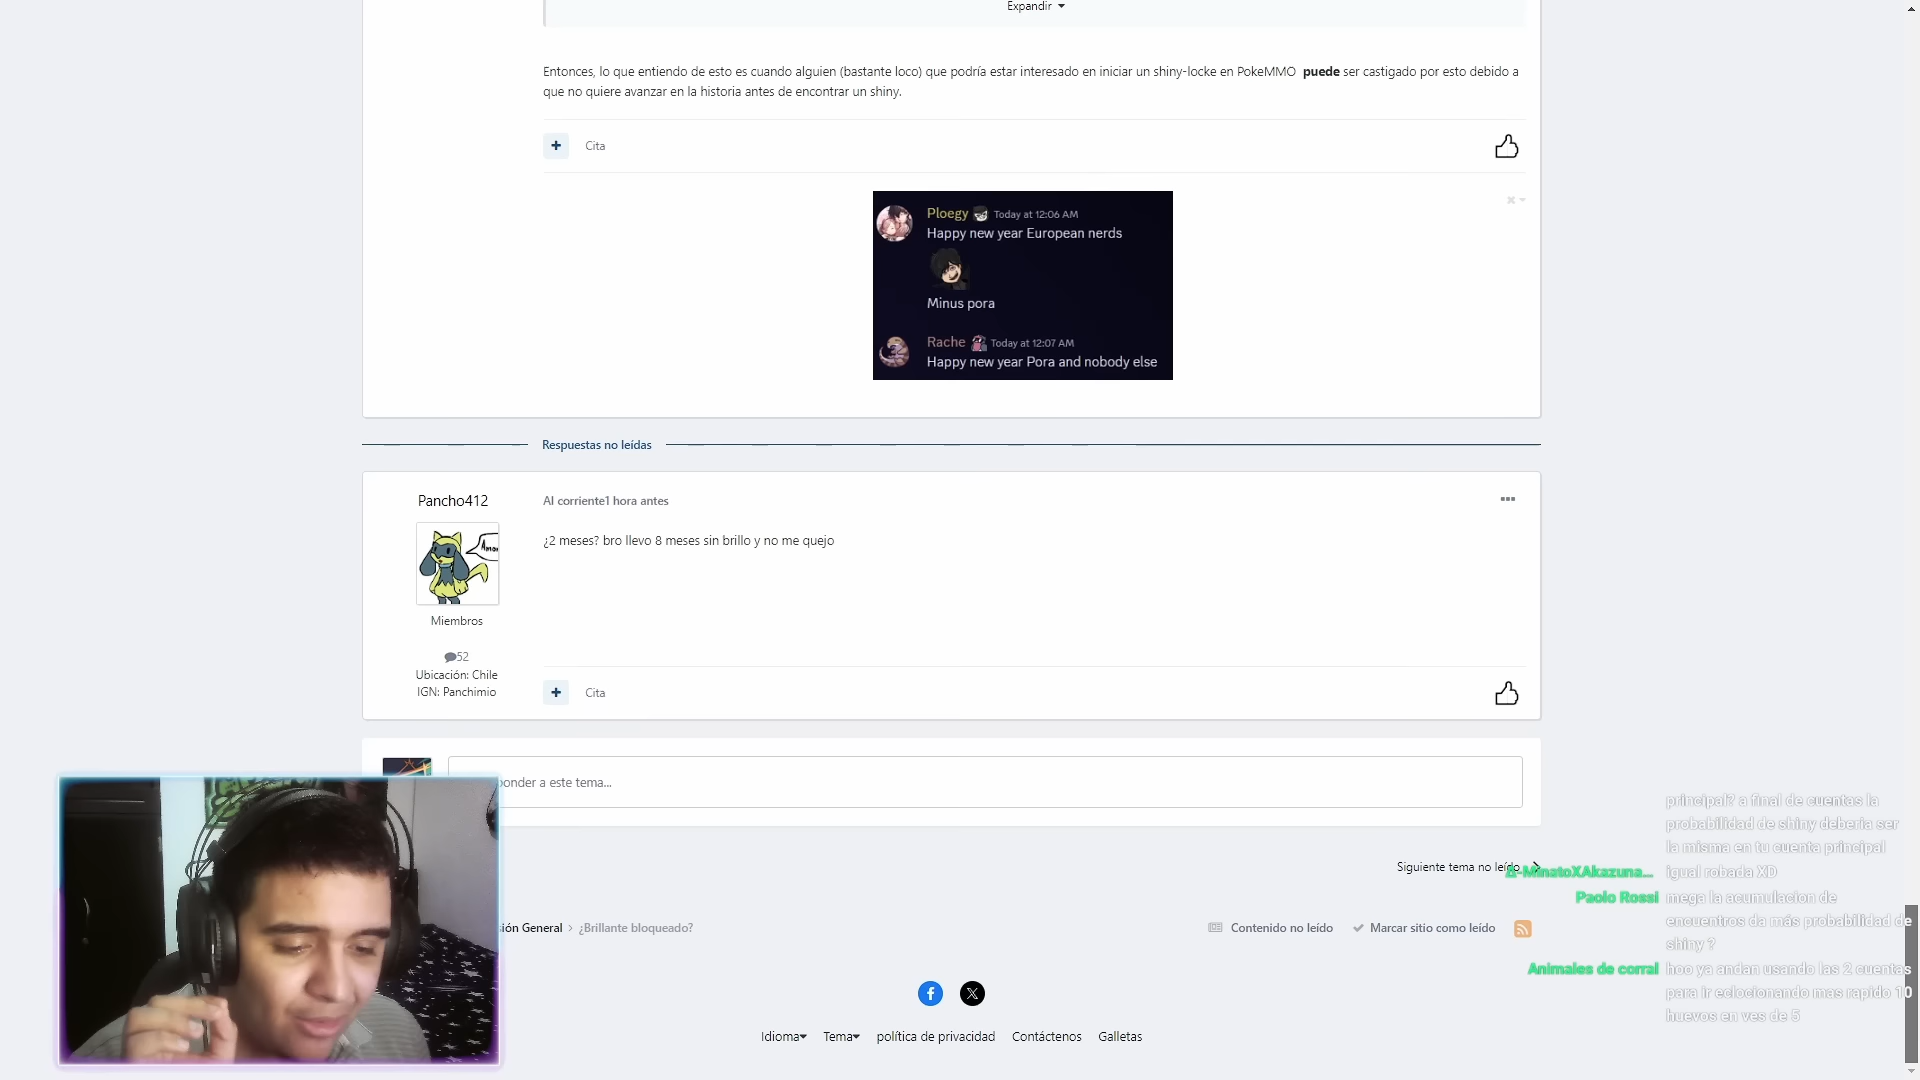 Expandir
Entonces, lo que entiendo de esto es cuando alguien (bastante loco) que podría estar interesado en iniciar un shiny-locke en PokeMMO puede ser castigado por esto debido a
que no quiere avanzar en la historia antes de encontrar un shiny.
+ Cita
Ploegy Today at 12:06 AM
Happy new year European nerds
Minus pora
Rache Today at 12:07 AM
Happy new year Pora and nobody else
Respuestas no leídas
Pancho412
Al corriente1 hora antes
¿2 meses? bro llevo 8 meses sin brillo y no me quejo
Miembros
52
Ubicación: Chile
IGN: Panchimio
+ Cita
ponder a este tema...
Siguiente tema no leído
sión General > ¿Brillante bloqueado?
Contenido no leído
Marcar sitio como leído
Idioma
Tema
política de privacidad
Contáctenos
Galletas
principal? a final de cuentas la
probabilidad de shiny deberia ser
la misma en tu cuenta principal
-MinatoXAkazuna... igual robada XD
Paolo Rossi mega la acumulacion de
encuentros da más probabilidad de
shiny ?
Animales de corral hoo ya andan usando las 2 cuentas
para ir eclocionando mas rapido 10
huevos en ves de 5